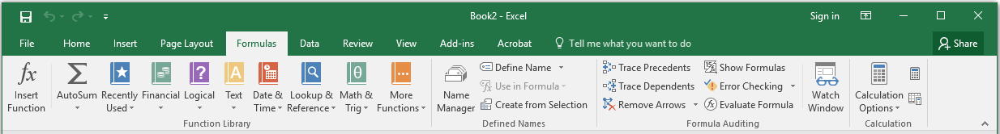 Book2 - Excel
Sign in
File Home Insert Page Layout Formulas Data Review View Add-ins Acrobat Tell me what you want to do Share
fx
Insert Function
Σ
AutoSum
Recently Used
Financial
?
Logical
A
Text
Date & Time
Lookup & Reference
θ
Math & Trig
More Functions
Function Library
Name Manager
Define Name
Use in Formula
Create from Selection
Defined Names
Trace Precedents
Trace Dependents
Remove Arrows
Show Formulas
Error Checking
Evaluate Formula
Watch Window
Formula Auditing
Calculation Options
Calculation